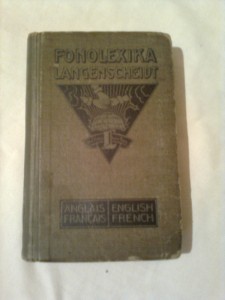 FONOLEXIKA
LANGENSCHEIDT
L
ANGLAIS ENGLISH
FRANÇAIS FRENCH